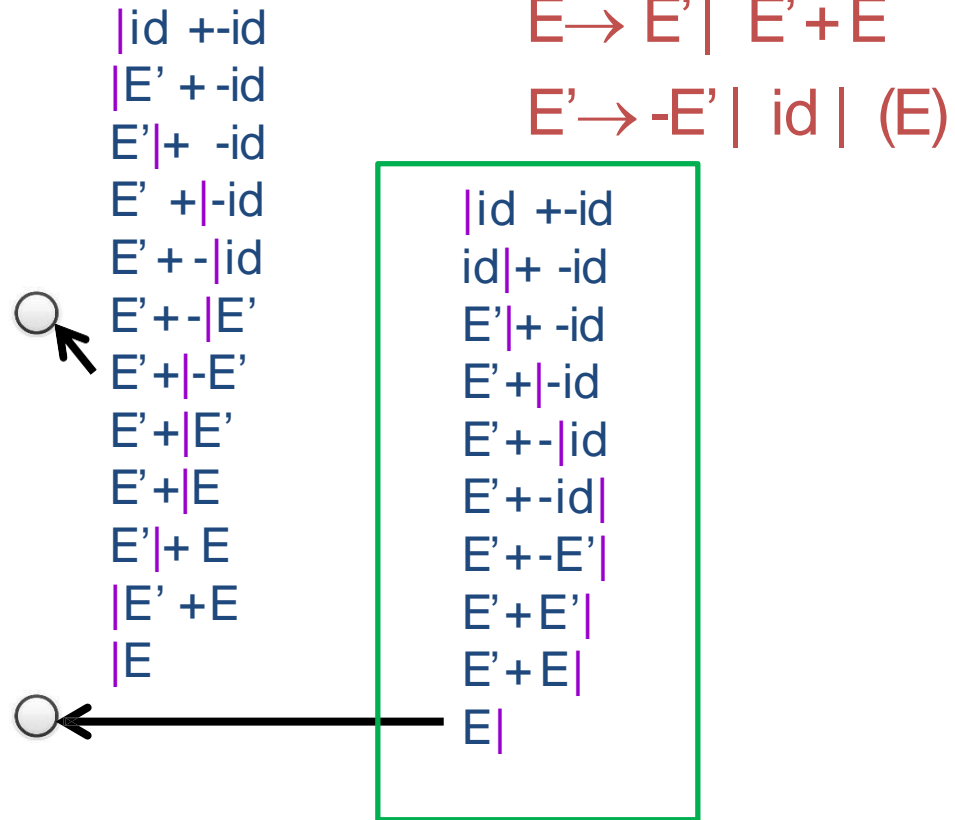 E→ E’ | E’ + E
E’→ -E’ | id | (E)
|id +-id
|E’ + -id
E’|+ -id
E’ +|-id
E’ + -|id
E’ + -|E’
E’ +|-E’
E’ +|E’
E’ +|E
E’|+ E
|E’ +E
|E
|id +-id
id|+ -id
E’|+ -id
E’ +|-id
E’ + -|id
E’ + -id|
E’ + -E’|
E’ + E’|
E’ + E|
E|